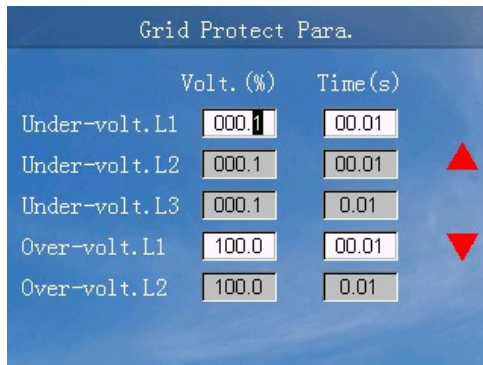 Grid Protect Para.
Volt.(%) Time(s)
Under-volt.L1 000.1 00.01
Under-volt.L2 000.1 00.01
Under-volt.L3 000.1 0.01
Over-volt.L1 100.0 00.01
Over-volt.L2 100.0 0.01